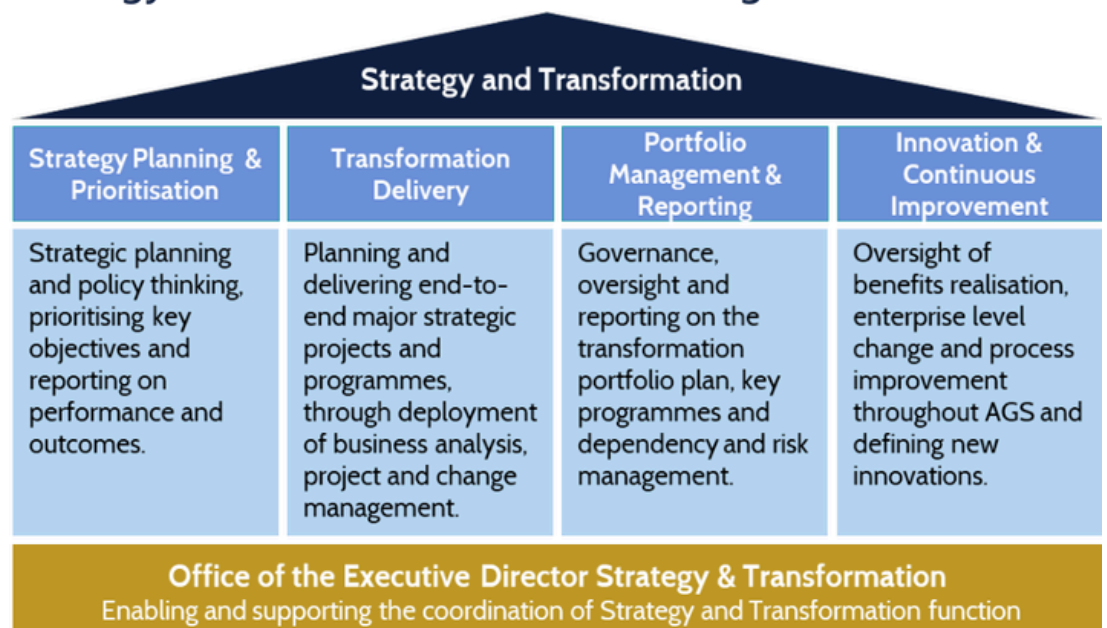 Strategy and Transformation
Strategy Planning &
Prioritisation
Transformation
Delivery
Portfolio
Management &
Reporting
Innovation &
Continuous
Improvement
Strategic planning
and policy thinking,
prioritising key
objectives and
reporting on
performance and
outcomes.
Planning and
delivering end-to-
end major strategic
projects and
programmes,
through deployment
of business analysis,
project and change
management.
Governance,
oversight and
reporting on the
transformation
portfolio plan, key
programmes and
dependency and risk
management.
Oversight of
benefits realisation,
enterprise level
change and process
improvement
throughout AGS and
defining new
innovations.
Office of the Executive Director Strategy & Transformation
Enabling and supporting the coordination of Strategy and Transformation function